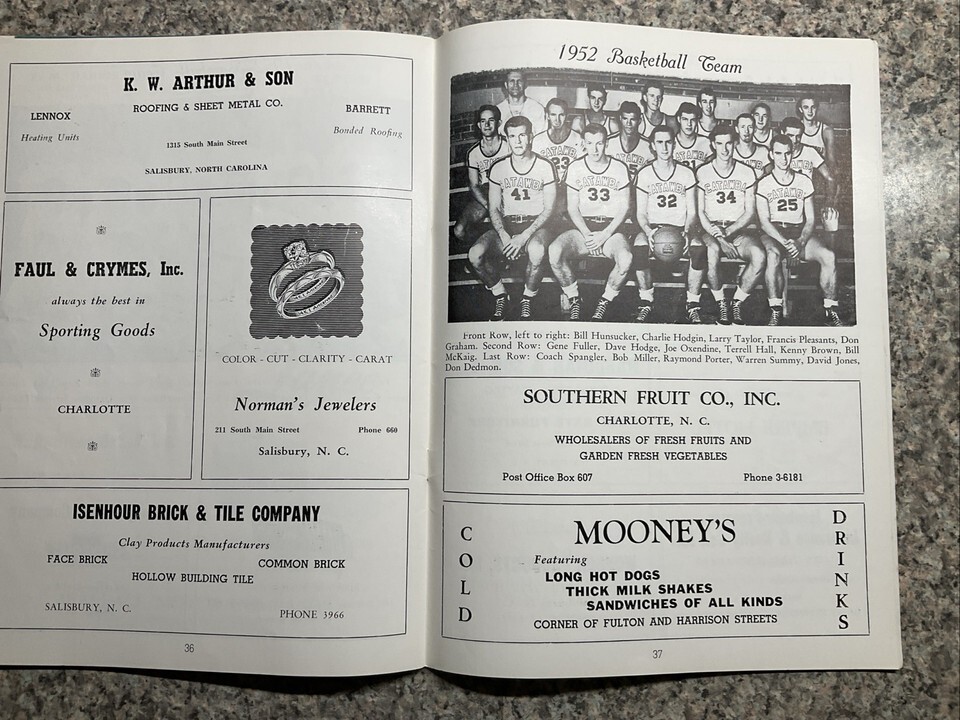 K. W. ARTHUR & SON
ROOFING & SHEET METAL CO.
LENNOX
Heating Units
BARRETT
Bonded Roofing
1315 South Main Street
SALISBURY, NORTH CAROLINA
FAUL & CRYMES, Inc.
always the best in
Sporting Goods
CHARLOTTE
COLOR - CUT - CLARITY - CARAT
Norman's Jewelers
211 South Main Street Phone 660
Salisbury, N. C.
ISENHOUR BRICK & TILE COMPANY
Clay Products Manufacturers
FACE BRICK
COMMON BRICK
HOLLOW BUILDING TILE
SALISBURY, N. C.
PHONE 3966
36
1952 Basketball Team
CATAWBA
41
CATAWBA
33
CATAWBA
32
CATAWBA
34
CATAWBA
25
23
Front Row, left to right: Bill Hunsucker, Charlie Hodgin, Larry Taylor, Francis Pleasants, Don
Graham. Second Row: Gene Fuller, Dave Hodge, Joe Oxendine, Terrell Hall, Kenny Brown, Bill
McKaig. Last Row: Coach Spangler, Bob Miller, Raymond Porter, Warren Summy, David Jones,
Don Dedmon.
SOUTHERN FRUIT CO., INC.
CHARLOTTE, N. C.
WHOLESALERS OF FRESH FRUITS AND
GARDEN FRESH VEGETABLES
Post Office Box 607 Phone 3-6181
COLD
MOONEY'S
Featuring
LONG HOT DOGS
THICK MILK SHAKES
SANDWICHES OF ALL KINDS
CORNER OF FULTON AND HARRISON STREETS
DRINKS
37